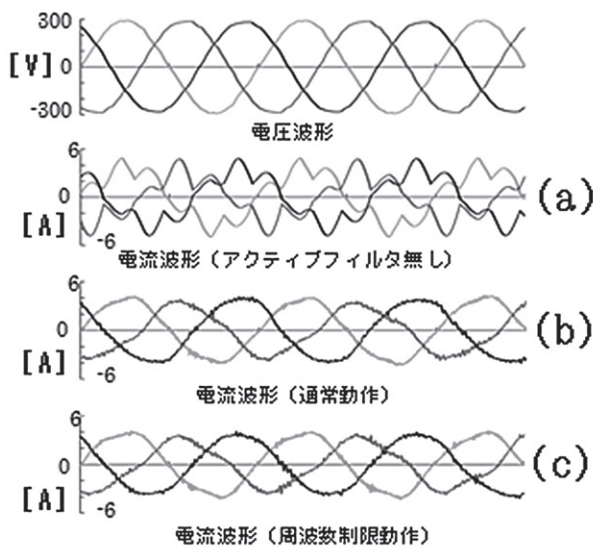 300
[V] 0
-300
電圧波形
6
0 (a)
[A] -6
電流波形（アクティブフィルタ無し）
6
0 (b)
[A] -6
電流波形（通常動作）
6
0 (c)
[A] -6
電流波形（周波数制限動作）